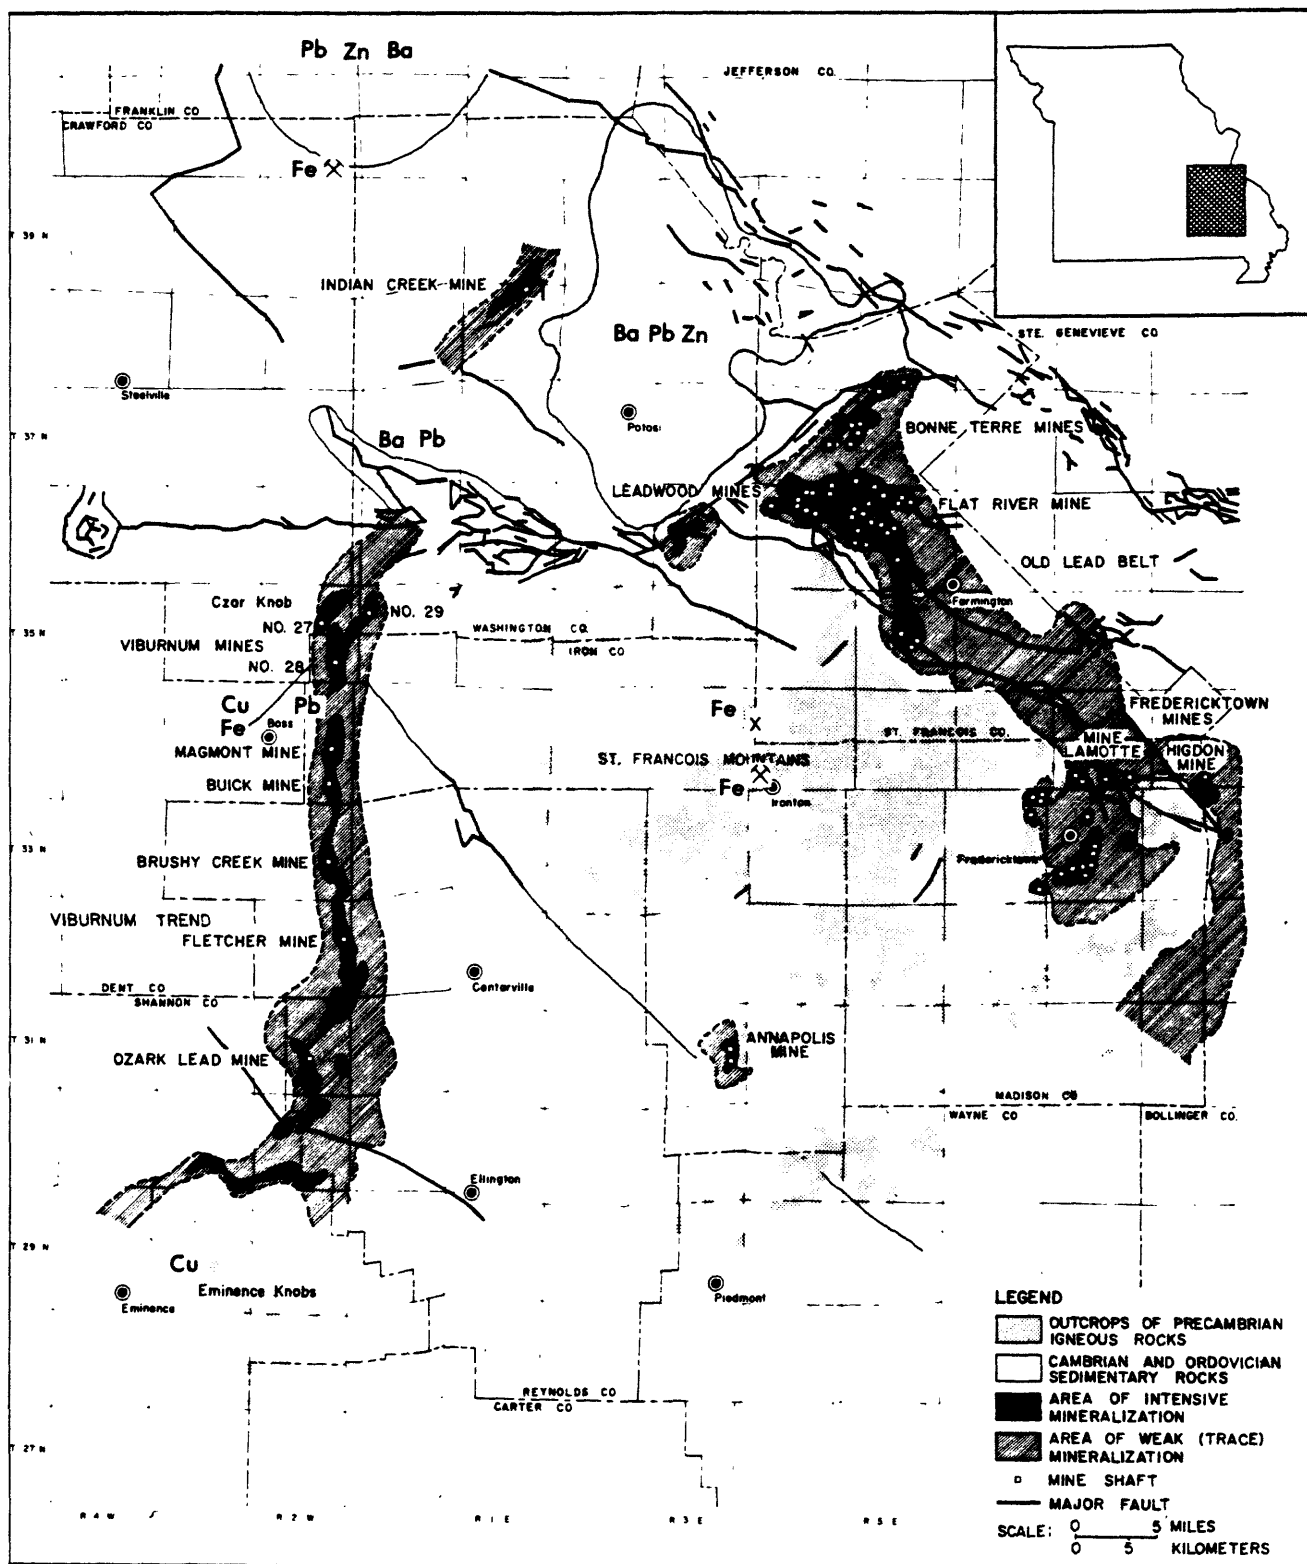 Pb Zn Ba
JEFFERSON CO.
FRANKLIN CO
CRAWFORD CO
Fe
T 39 N
INDIAN CREEK MINE
Ba Pb Zn
STE. GENEVIEVE CO
Steelville
Potosi
T 37 N
Ba Pb
BONNE TERRE MINES
LEADWOOD MINES
FLAT RIVER MINE
OLD LEAD BELT
Farmington
Czar Knob
NO. 29
NO. 27
T 35 N
WASHINGTON CO.
IRON CO
VIBURNUM MINES
NO. 28
Cu
Pb
Fe
Boss
Fe
FREDERICKTOWN
MINES
ST. FRANCOIS CO.
MINE
LAMOTTE
HIGDON
MINE
MAGMONT MINE
ST. FRANCOIS MOUNTAINS
Fe
Ironton
BUICK MINE
T 33 N
BRUSHY CREEK MINE
Fredericktown
VIBURNUM TREND
FLETCHER MINE
Centerville
DENT CO
SHANNON CO
T 31 N
OZARK LEAD MINE
ANNAPOLIS
MINE
MADISON CO
WAYNE CO
BOLLINGER CO.
Ellington
T 29 N
Cu
Eminence Knobs
Eminence
Piedmont
REYNOLDS CO
CARTER CO
T 27 N
R 4 W
R 2 W
R 1 E
R 3 E
R 5 E
LEGEND
OUTCROPS OF PRECAMBRIAN
IGNEOUS ROCKS
CAMBRIAN AND ORDOVICIAN
SEDIMENTARY ROCKS
AREA OF INTENSIVE
MINERALIZATION
AREA OF WEAK (TRACE)
MINERALIZATION
MINE SHAFT
MAJOR FAULT
SCALE: 0 5 MILES
0 5 KILOMETERS